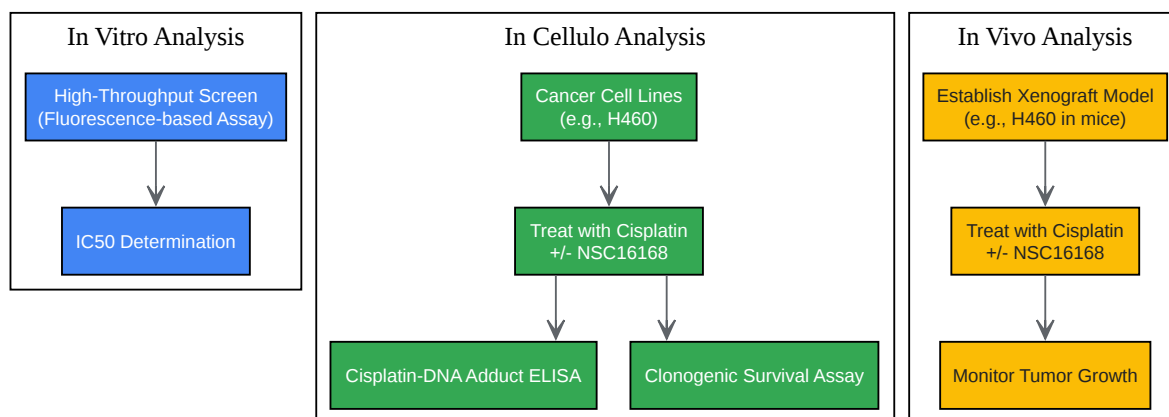 In Vitro Analysis
High-Throughput Screen
(Fluorescence-based Assay)
IC50 Determination
In Cellulo Analysis
Cancer Cell Lines
(e.g., H460)
Treat with Cisplatin
+/- NSC16168
Cisplatin-DNA Adduct ELISA
Clonogenic Survival Assay
In Vivo Analysis
Establish Xenograft Model
(e.g., H460 in mice)
Treat with Cisplatin
+/- NSC16168
Monitor Tumor Growth